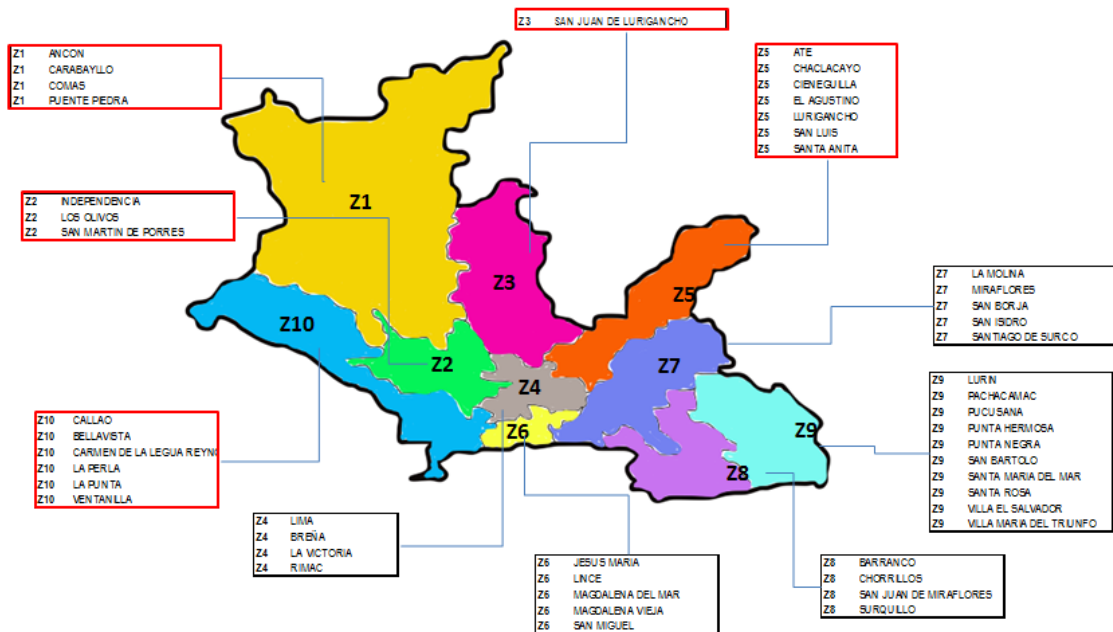 Z3 SAN JUAN DE LURIGANCHO
Z1 ANCON
Z1 CARABAYLLO
Z1 COMAS
Z1 PUENTE PIEDRA
Z5 ATE
Z5 CHACLACAYO
Z5 CIENEGUILLA
Z5 EL AGUSTINO
Z5 LURIGANCHO
Z5 SAN LUIS
Z5 SANTA ANITA
Z2 INDEPENDENCIA
Z2 LOS OLIVOS
Z2 SAN MARTIN DE PORRES
Z1
Z3
Z5
Z10
Z2
Z4
Z7
Z6
Z9
Z8
Z7 LA MOLINA
Z7 MIRAFLORES
Z7 SAN BORJA
Z7 SAN ISIDRO
Z7 SANTIAGO DE SURCO
Z10 CALLAO
Z10 BELLAVISTA
Z10 CARMEN DE LA LEGUA REYNO
Z10 LA PERLA
Z10 LA PUNTA
Z10 VENTANILLA
Z9 LURIN
Z9 PACHACAMAC
Z9 PUCUSANA
Z9 PUNTA HERMOSA
Z9 PUNTA NEGRA
Z9 SAN BARTOLO
Z9 SANTA MARIA DEL MAR
Z9 SANTA ROSA
Z9 VILLA EL SALVADOR
Z9 VILLA MARIA DEL TRIUNFO
Z4 LIMA
Z4 BREÑA
Z4 LA VICTORIA
Z4 RIMAC
Z6 JESUS MARIA
Z6 LINCE
Z6 MAGDALENA DEL MAR
Z6 MAGDALENA VIEJA
Z6 SAN MIGUEL
Z8 BARRANCO
Z8 CHORRILLOS
Z8 SAN JUAN DE MIRAFLORES
Z8 SURQUILLO